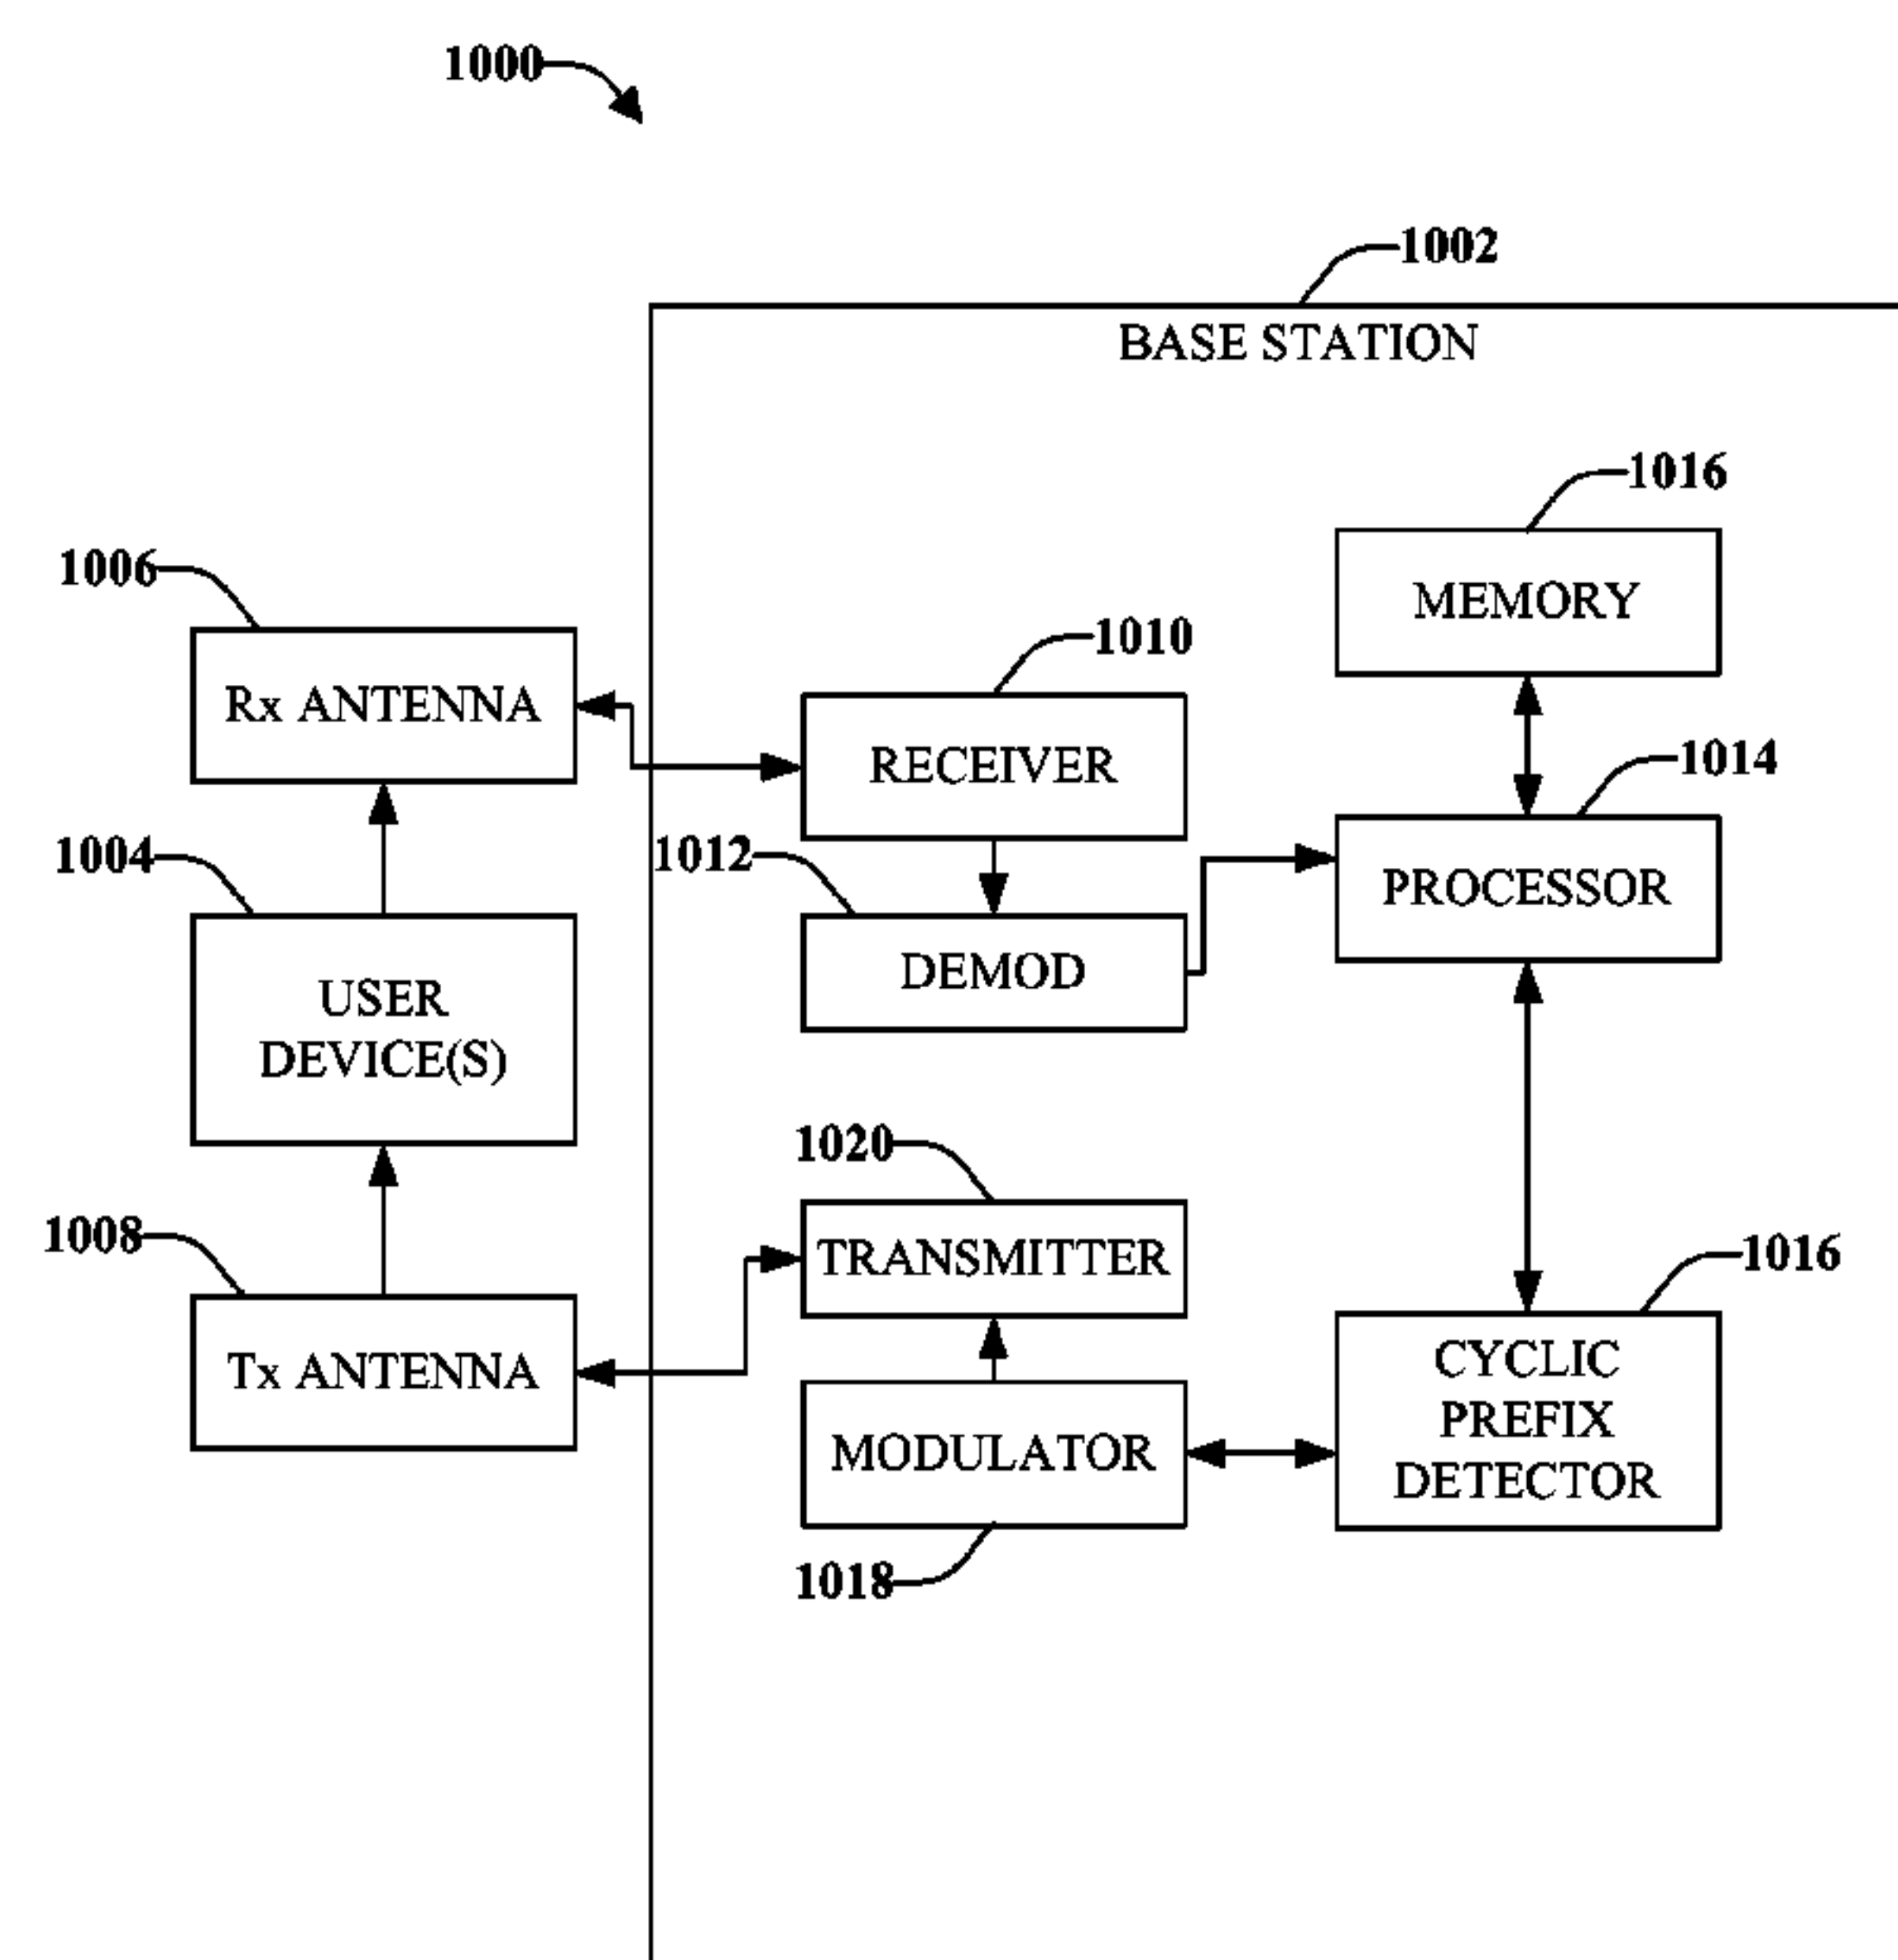 1000
1002
BASE STATION
1016
MEMORY
1006
Rx ANTENNA
1010
RECEIVER
1014
PROCESSOR
1004
USER
DEVICE(S)
1012
DEMOD
1020
TRANSMITTER
1008
Tx ANTENNA
MODULATOR
1018
1016
CYCLIC
PREFIX
DETECTOR